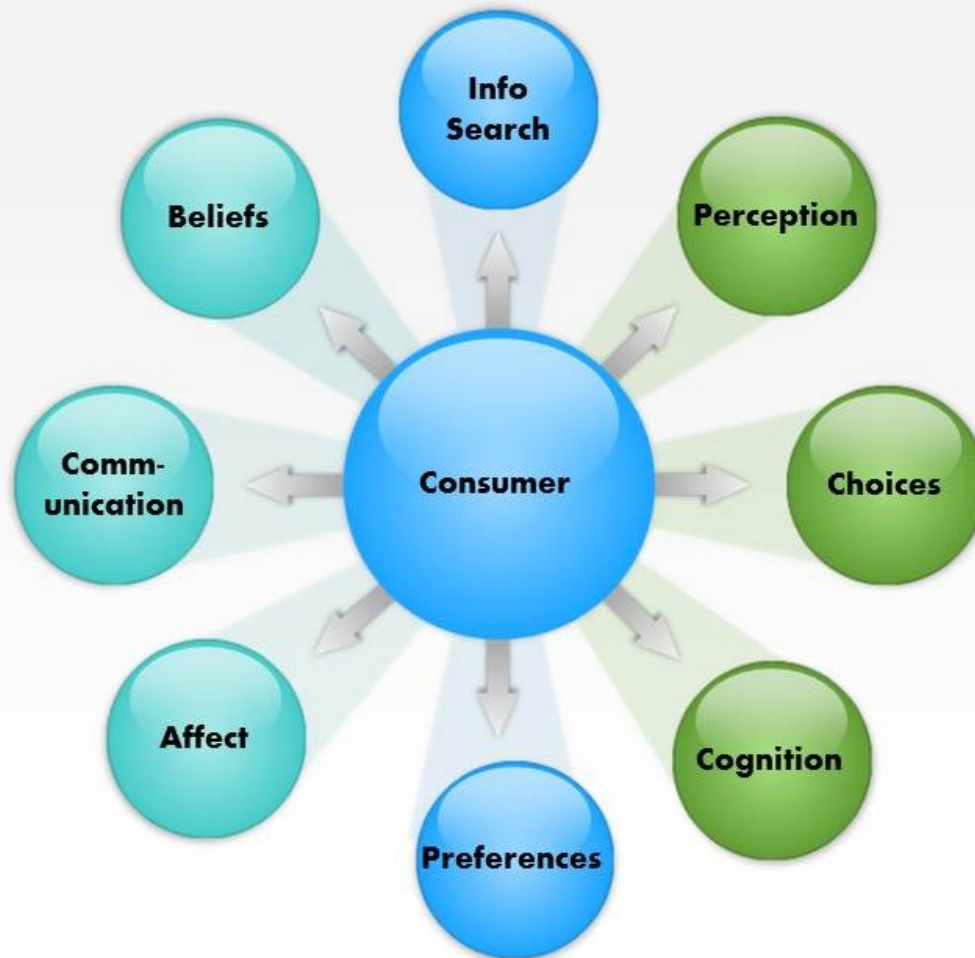 Info
Search
Beliefs
Perception
Comm-
unication
Consumer
Choices
Affect
Cognition
Preferences